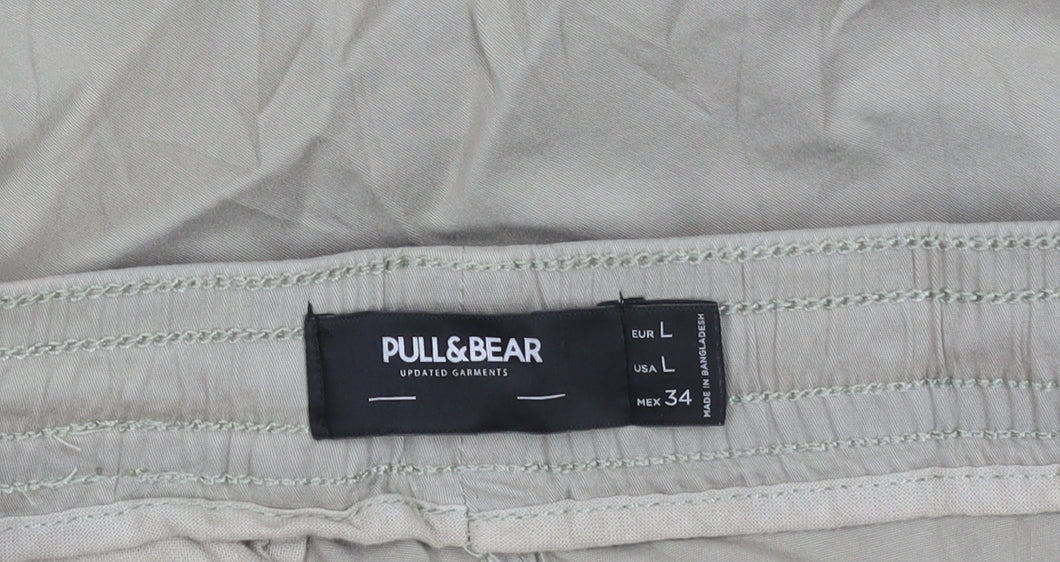 PULL&BEAR
UPDATED GARMENTS
EUR L
USA L
MEX 34
MADE IN BANGLADESH